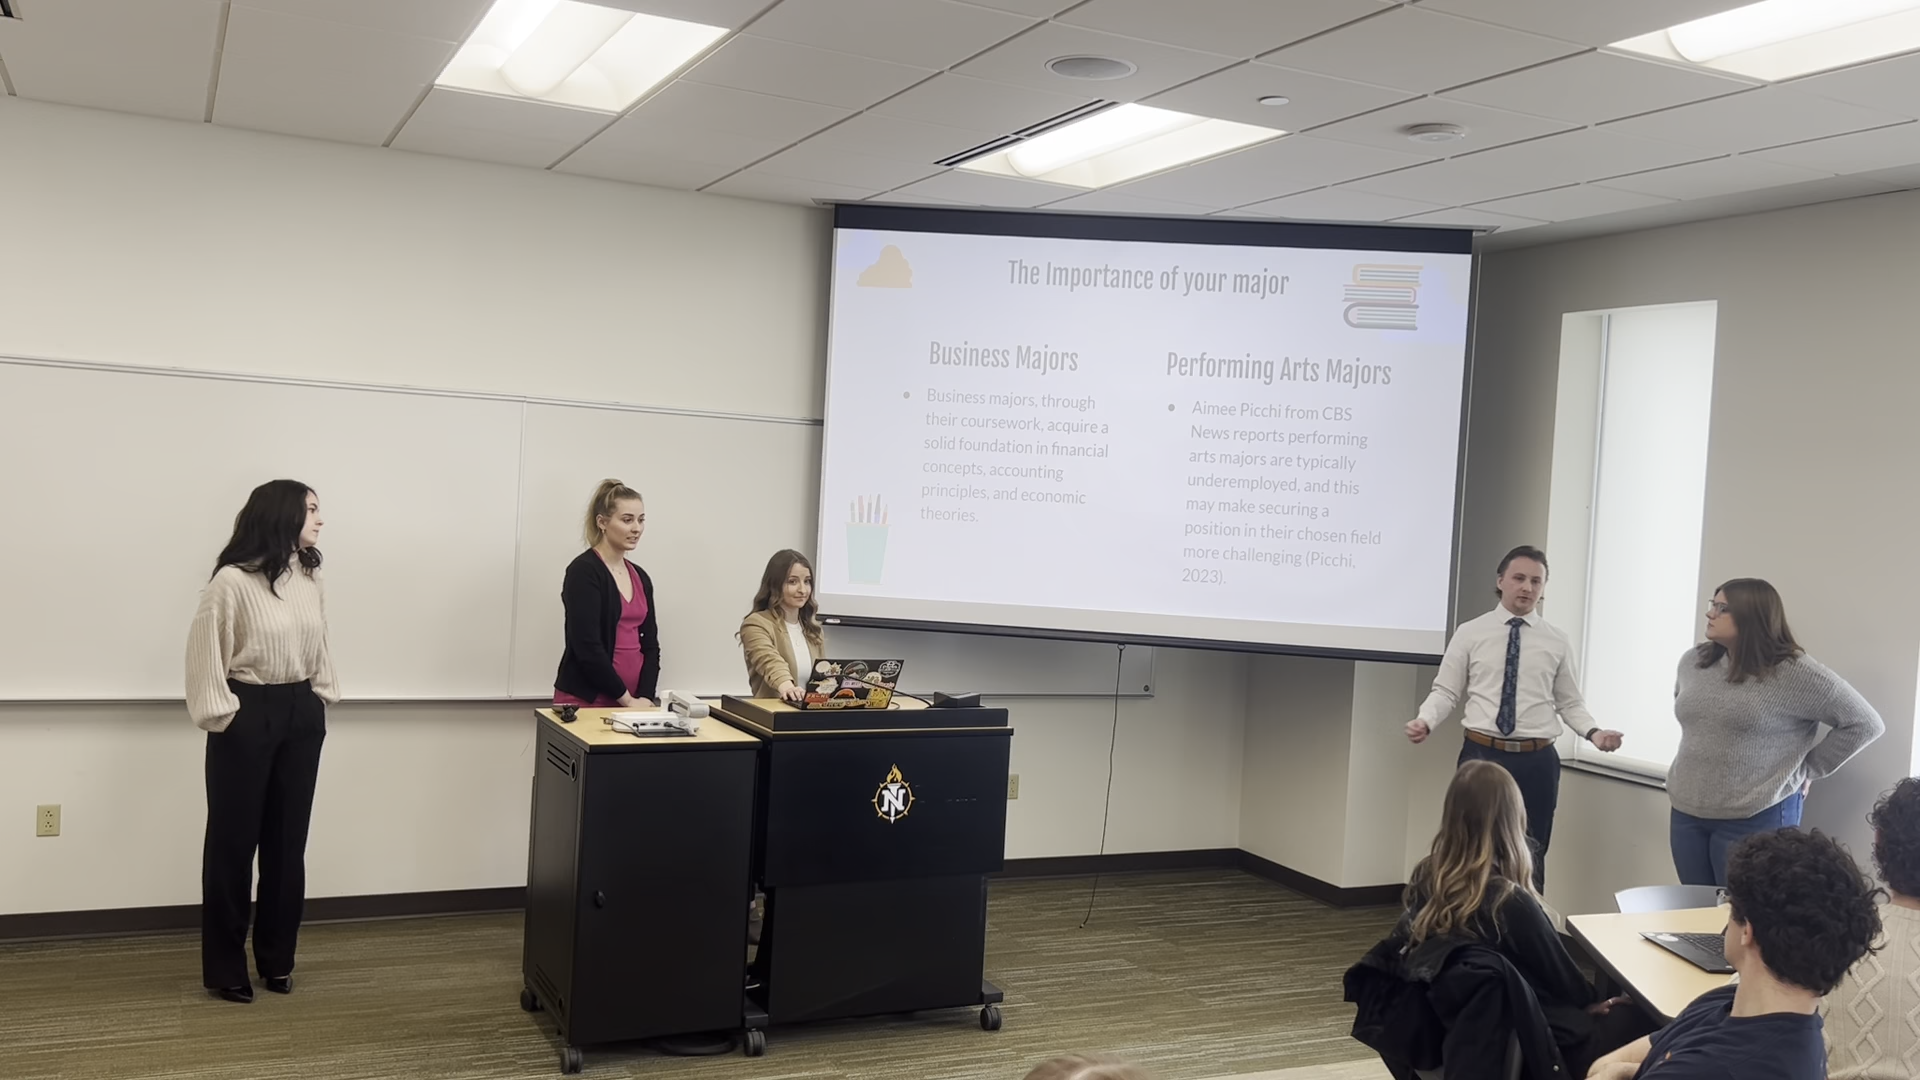 The Importance of your major
Business Majors
Business majors, through
their coursework, acquire a
solid foundation in financial
concepts, accounting
principles, and economic
theories.
Performing Arts Majors
Aimee Picchi from CBS
News reports performing
arts majors are typically
underemployed, and this
may make securing a
position in their chosen field
more challenging (Picchi,
2023).
N